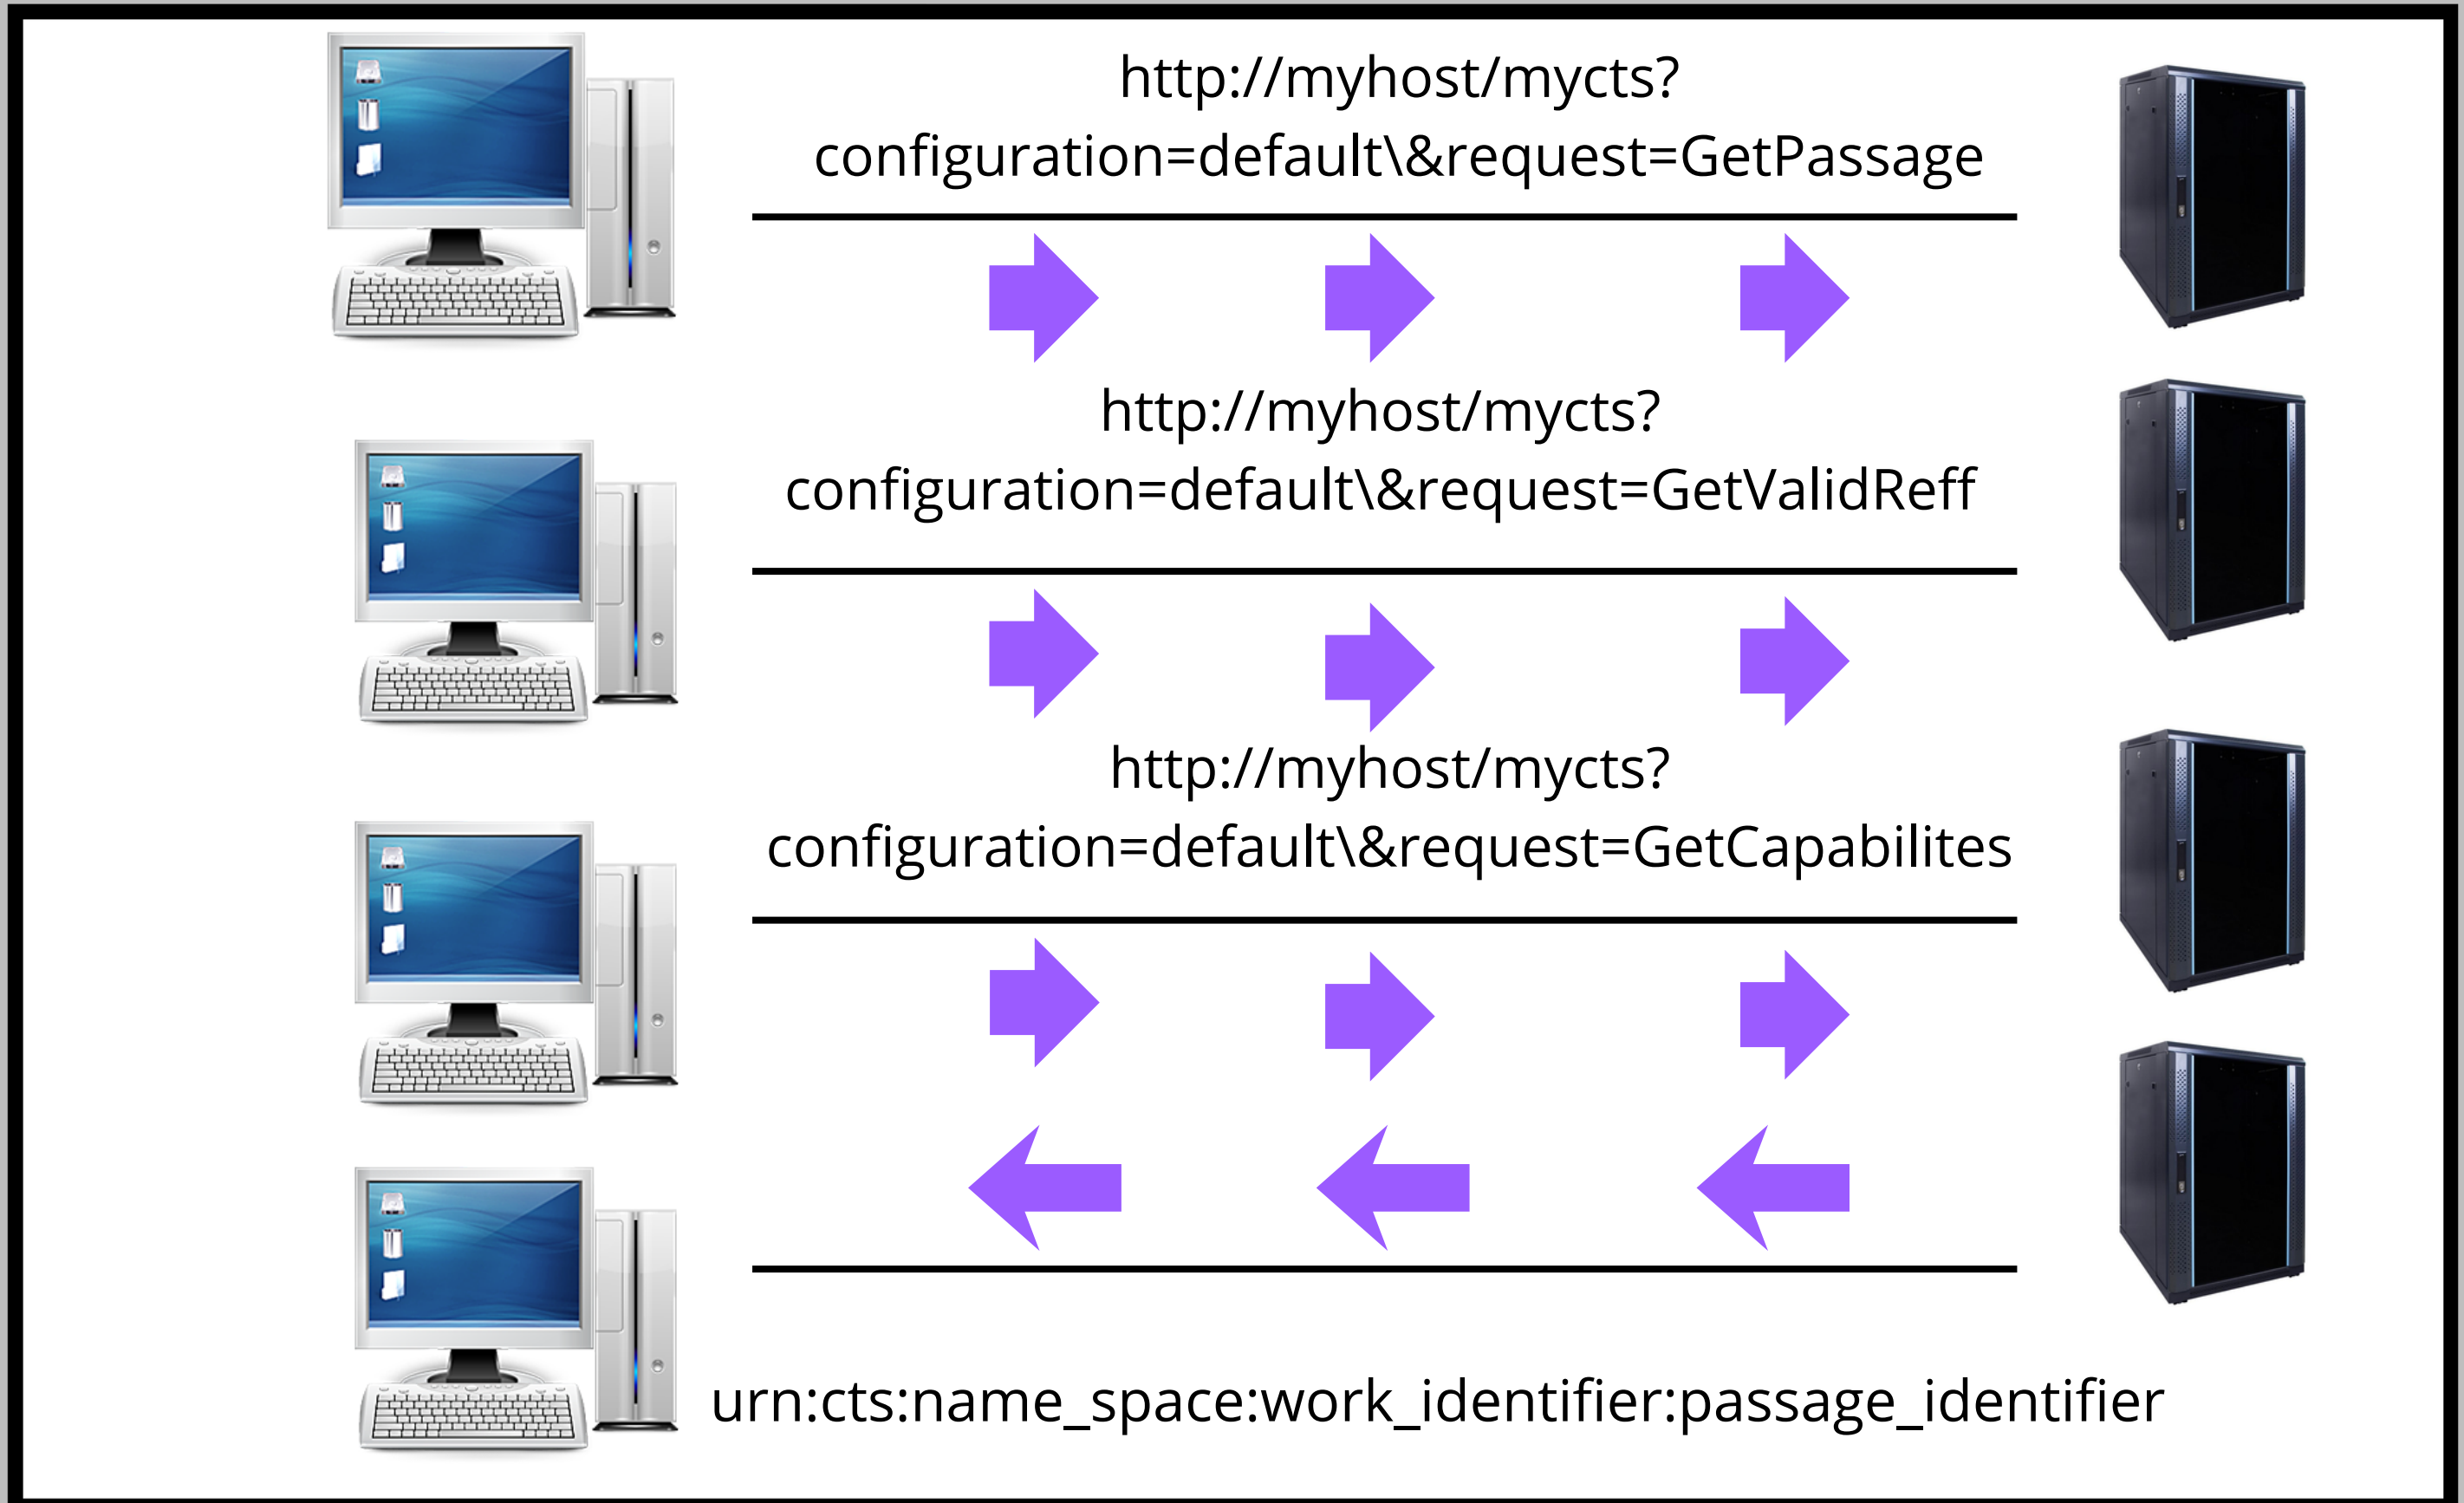 http://myhost/mycts?
configuration=default\&request=GetPassage
http://myhost/mycts?
configuration=default\&request=GetValidReff
http://myhost/mycts?
configuration=default\&request=GetCapabilites
urn:cts:name_space:work_identifier:passage_identifier